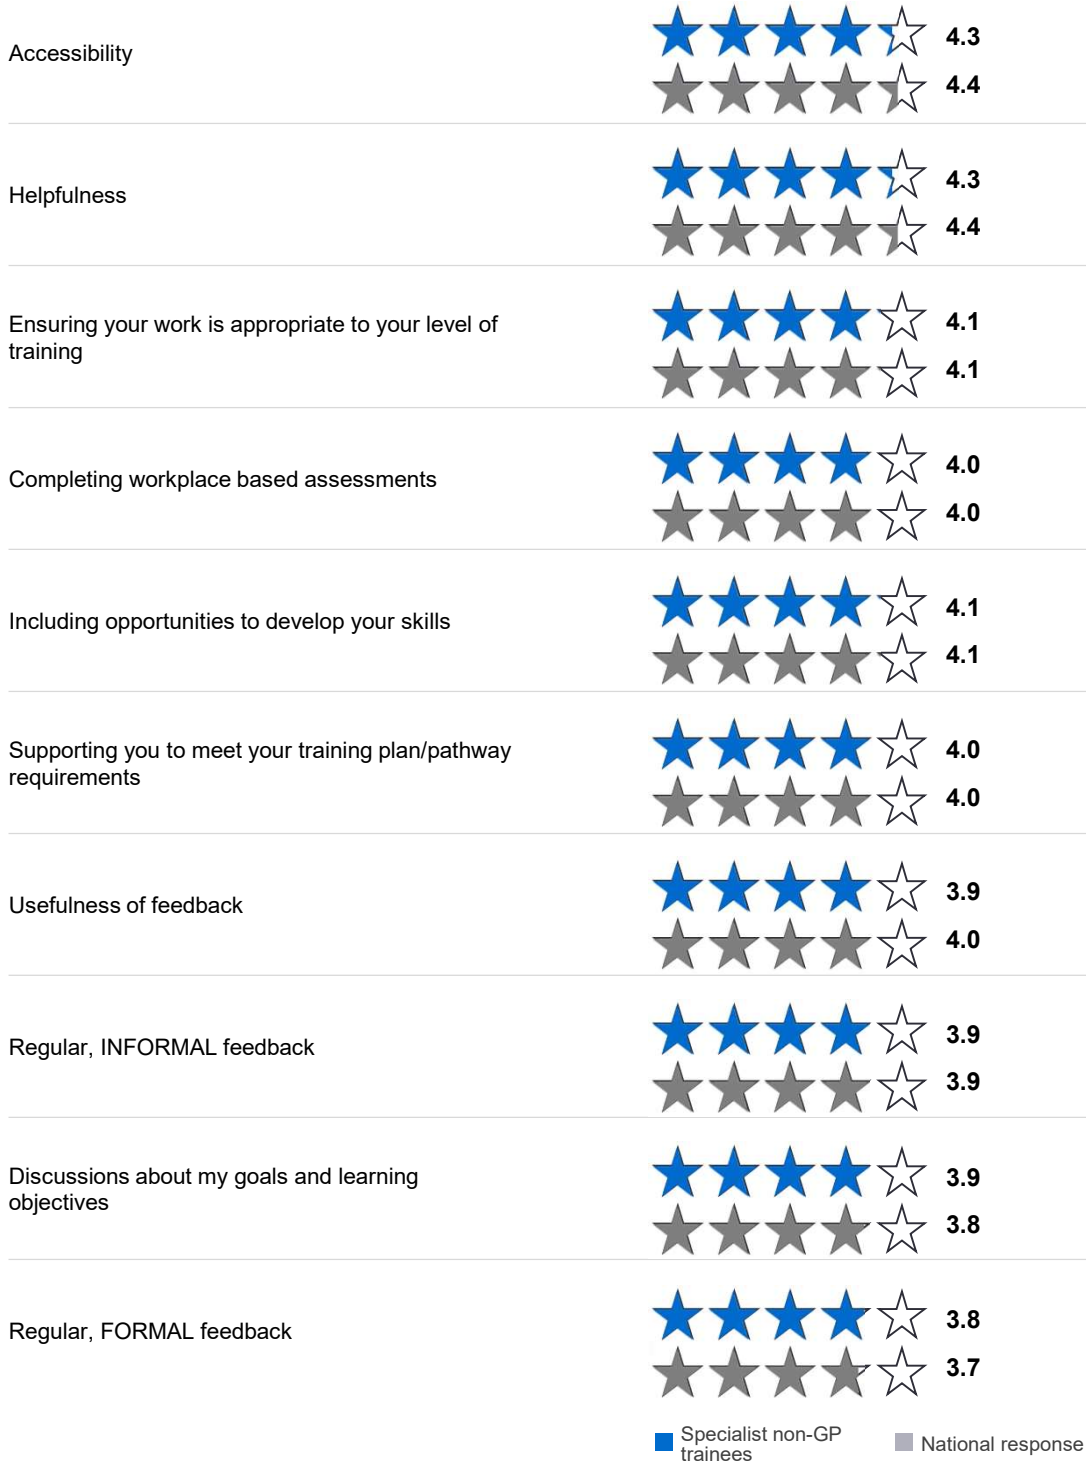 Accessibility
4.3
4.4
Helpfulness
4.3
4.4
Ensuring your work is appropriate to your level of
training
4.1
4.1
Completing workplace based assessments
4.0
4.0
Including opportunities to develop your skills
4.1
4.1
Supporting you to meet your training plan/pathway
requirements
4.0
4.0
Usefulness of feedback
3.9
4.0
Regular, INFORMAL feedback
3.9
3.9
Discussions about my goals and learning
objectives
3.9
3.8
Regular, FORMAL feedback
3.8
3.7
Specialist non-GP
trainees
National response